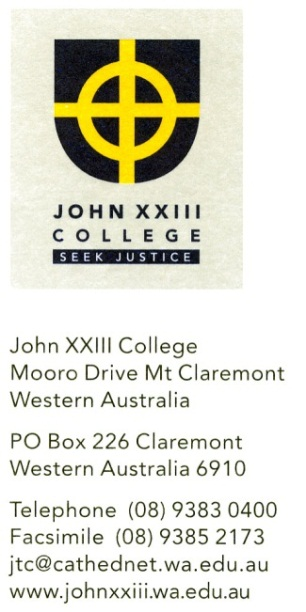 JOHN XXIII
COLLEGE
SEEK JUSTICE
John XXIII College
Mooro Drive Mt Claremont
Western Australia
PO Box 226 Claremont
Western Australia 6910
Telephone (08) 9383 0400
Facsimile (08) 9385 2173
jtc@cathednet.wa.edu.au
www.johnxxiii.wa.edu.au